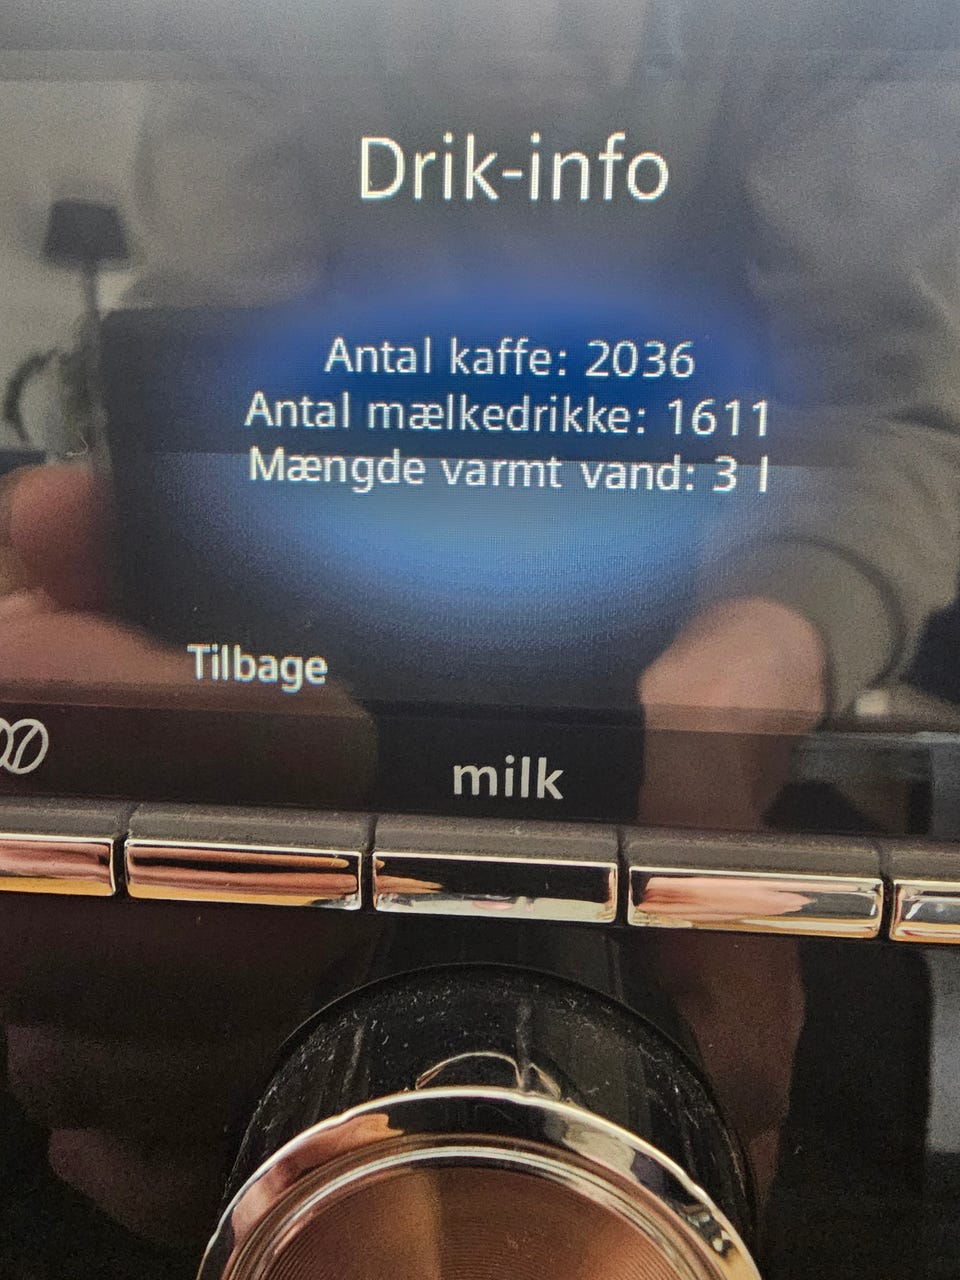 Drik-info
Antal kaffe: 2036
Antal mælkedrikke: 1611
Mængde varmt vand: 3 l
Tilbage
milk